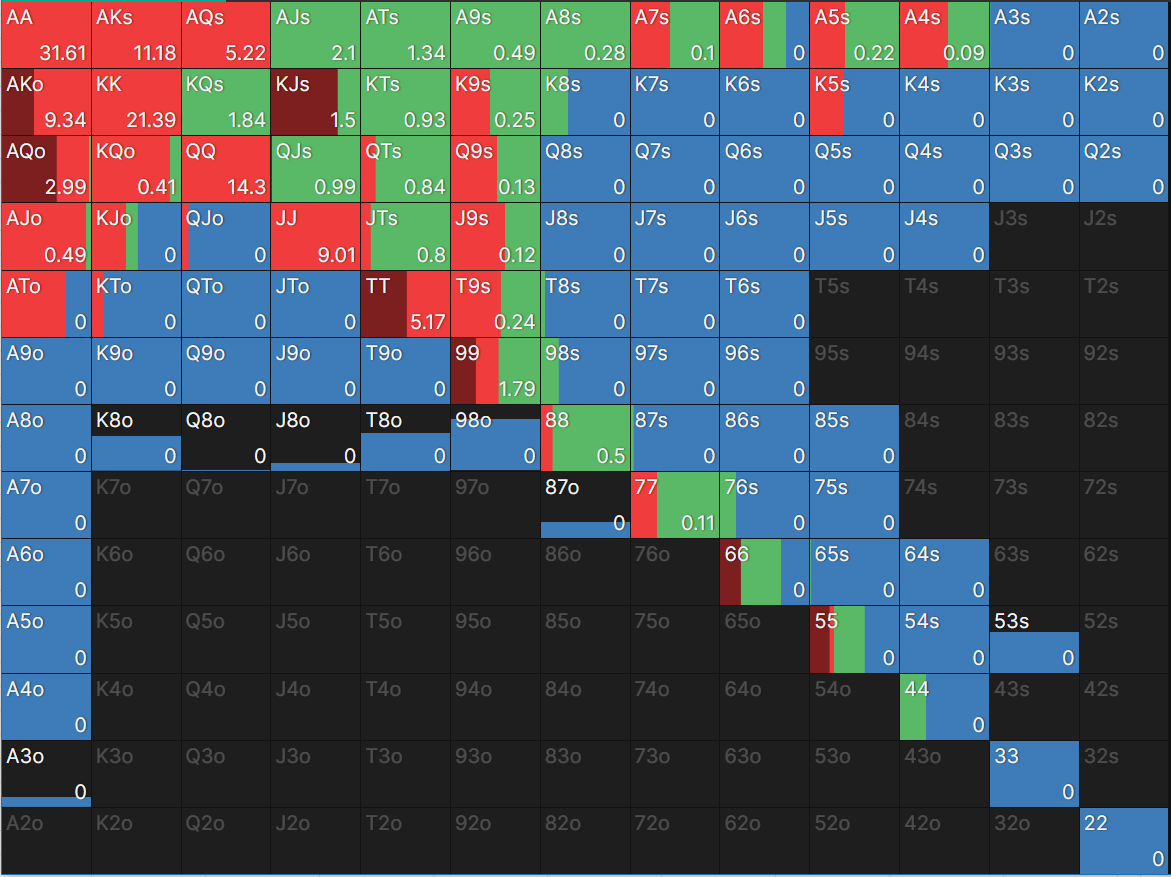 AA AKs AQs AJs ATs A9s A8s A7s A6s A5s A4s A3s A2s
31.61 11.18 5.22 2.1 1.34 0.49 0.28 0.1 0 0.22 0.09 0 0
AKo KK KQs KJs KTs K9s K8s K7s K6s K5s K4s K3s K2s
9.34 21.39 1.84 1.5 0.93 0.25 0 0 0 0 0 0 0
AQo KQo QQ QJs QTs Q9s Q8s Q7s Q6s Q5s Q4s Q3s Q2s
2.99 0.41 14.3 0.99 0.84 0.13 0 0 0 0 0 0 0
AJo KJo QJo JJ JTs J9s J8s J7s J6s J5s J4s J3s J2s
0.49 0 0 9.01 0.8 0.12 0 0 0 0 0
ATo KTo QTo JTo TT T9s T8s T7s T6s T5s T4s T3s T2s
0 0 0 0 5.17 0.24 0 0 0
A9o K9o Q9o J9o T9o 99 98s 97s 96s 95s 94s 93s 92s
0 0 0 0 0 1.79 0 0 0
A8o K8o Q8o J8o T8o 98o 88 87s 86s 85s 84s 83s 82s
0 0 0 0 0 0 0.5 0 0 0
A7o K7o Q7o J7o T7o 97o 87o 77 76s 75s 74s 73s 72s
0 0 0.11 0 0
A6o K6o Q6o J6o T6o 96o 86o 76o 66 65s 64s 63s 62s
0 0 0 0
A5o K5o Q5o J5o T5o 95o 85o 75o 65o 55 54s 53s 52s
0 0 0 0
A4o K4o Q4o J4o T4o 94o 84o 74o 64o 54o 44 43s 42s
0 0
A3o K3o Q3o J3o T3o 93o 83o 73o 63o 53o 43o 33 32s
0 0
A2o K2o Q2o J2o T2o 92o 82o 72o 62o 52o 42o 32o 22
0